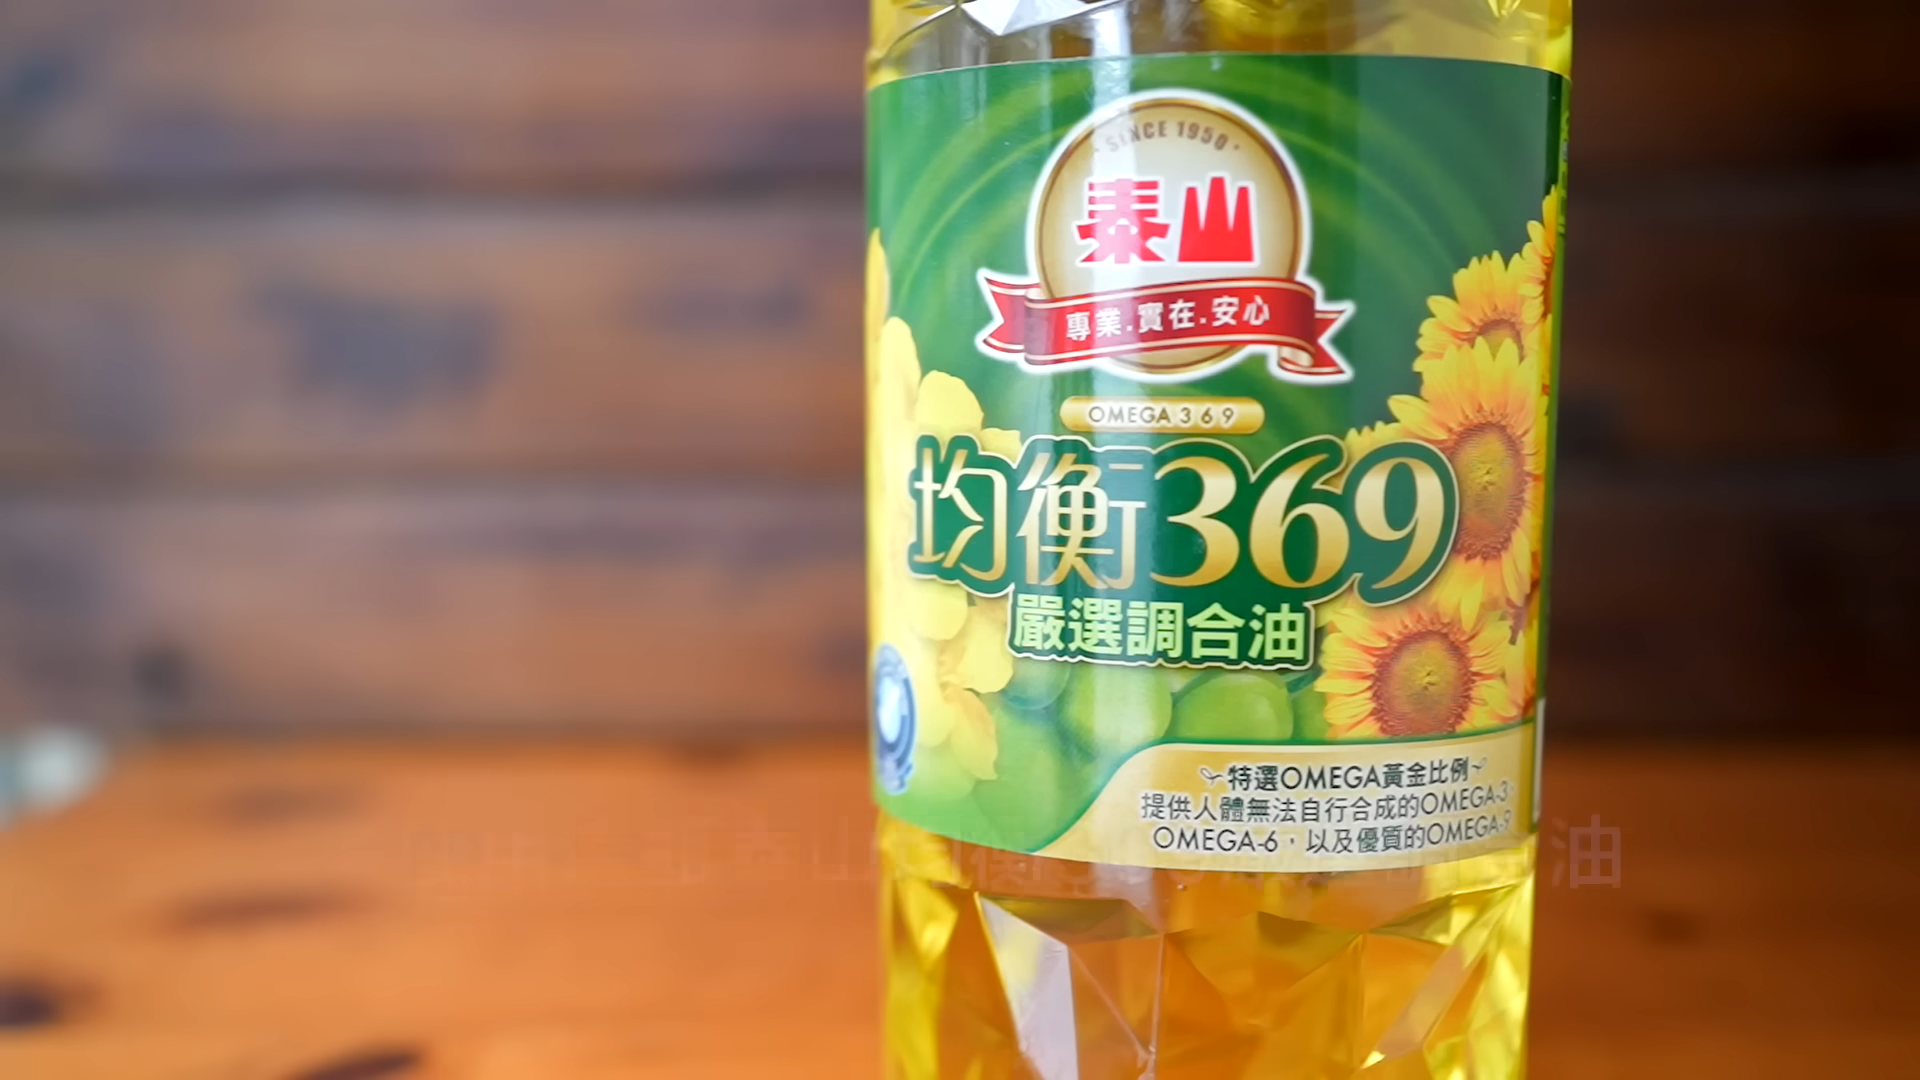 SINCE 1950
泰山
專業.實在.安心
OMEGA 3 6 9
均衡369
嚴選調合油
特選OMEGA黃金比例
提供人體無法自行合成的OMEGA-3
OMEGA-6，以及優質的OMEGA-9